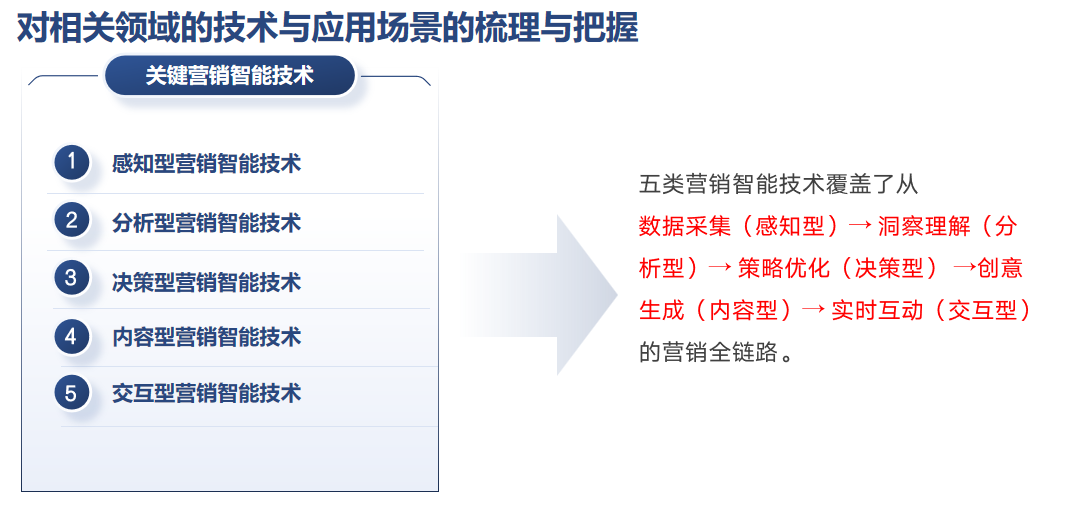 对相关领域的技术与应用场景的梳理与把握
关键营销智能技术
1 感知型营销智能技术
2 分析型营销智能技术
3 决策型营销智能技术
4 内容型营销智能技术
5 交互型营销智能技术
五类营销智能技术覆盖了从
数据采集（感知型）→ 洞察理解（分
析型）→ 策略优化（决策型） →创意
生成（内容型）→ 实时互动（交互型）
的营销全链路。